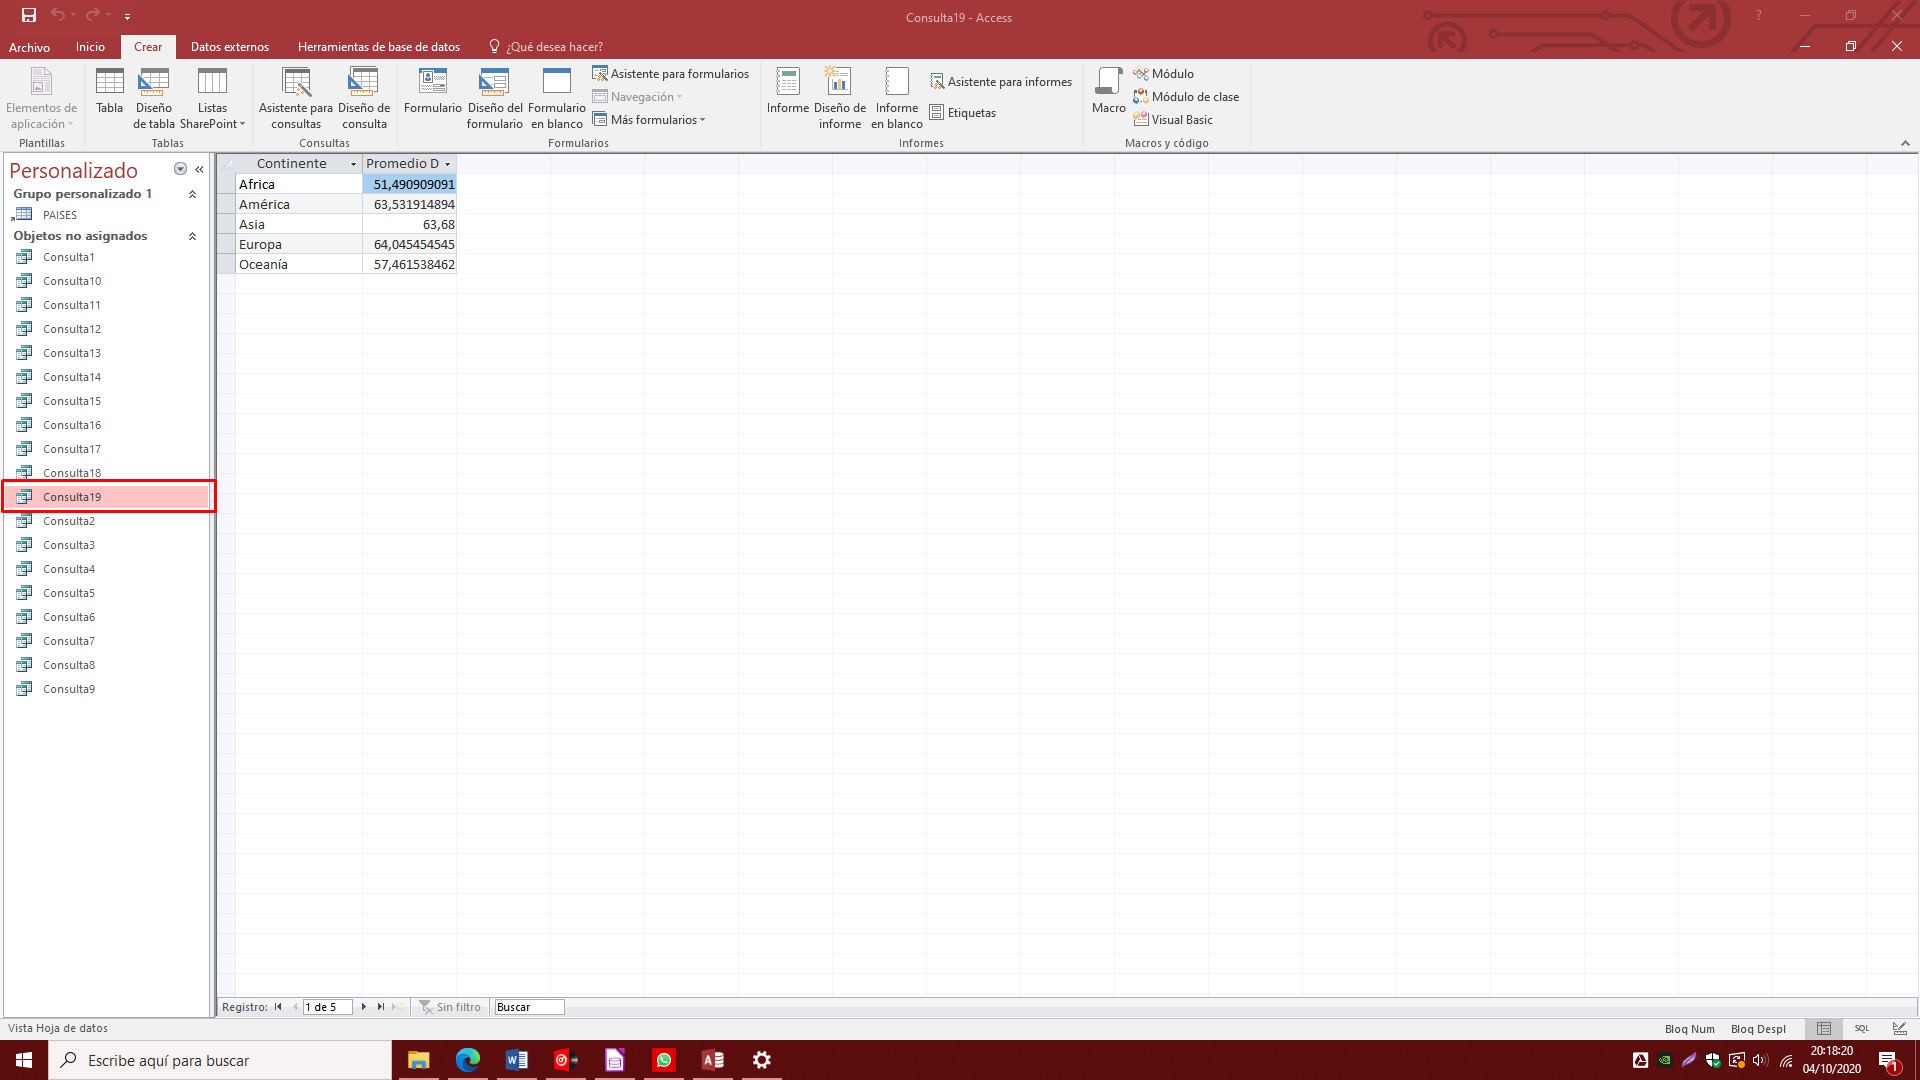 Consulta19 - Access
Archivo Inicio Crear Datos externos Herramientas de base de datos ¿Qué desea hacer?
Elementos de aplicación
Plantillas
Tabla
Diseño de tabla
Listas SharePoint
Tablas
Asistente para consultas
Diseño de consulta
Consultas
Formulario
Diseño del formulario
Formulario en blanco
Asistente para formularios
Navegación
Más formularios
Formularios
Informe
Diseño de informe
Informe en blanco
Asistente para informes
Etiquetas
Informes
Macro
Módulo
Módulo de clase
Visual Basic
Macros y código
Personalizado
Grupo personalizado 1
PAISES
Objetos no asignados
Consulta1
Consulta10
Consulta11
Consulta12
Consulta13
Consulta14
Consulta15
Consulta16
Consulta17
Consulta18
Consulta19
Consulta2
Consulta3
Consulta4
Consulta5
Consulta6
Consulta7
Consulta8
Consulta9
Continente Promedio D
Africa 51,490909091
América 63,531914894
Asia 63,68
Europa 64,045454545
Oceanía 57,461538462
Registro: 1 de 5 Sin filtro Buscar
Vista Hoja de datos Bloq Num Bloq Despl SQL
Escribe aquí para buscar
20:18:20
04/10/2020
1